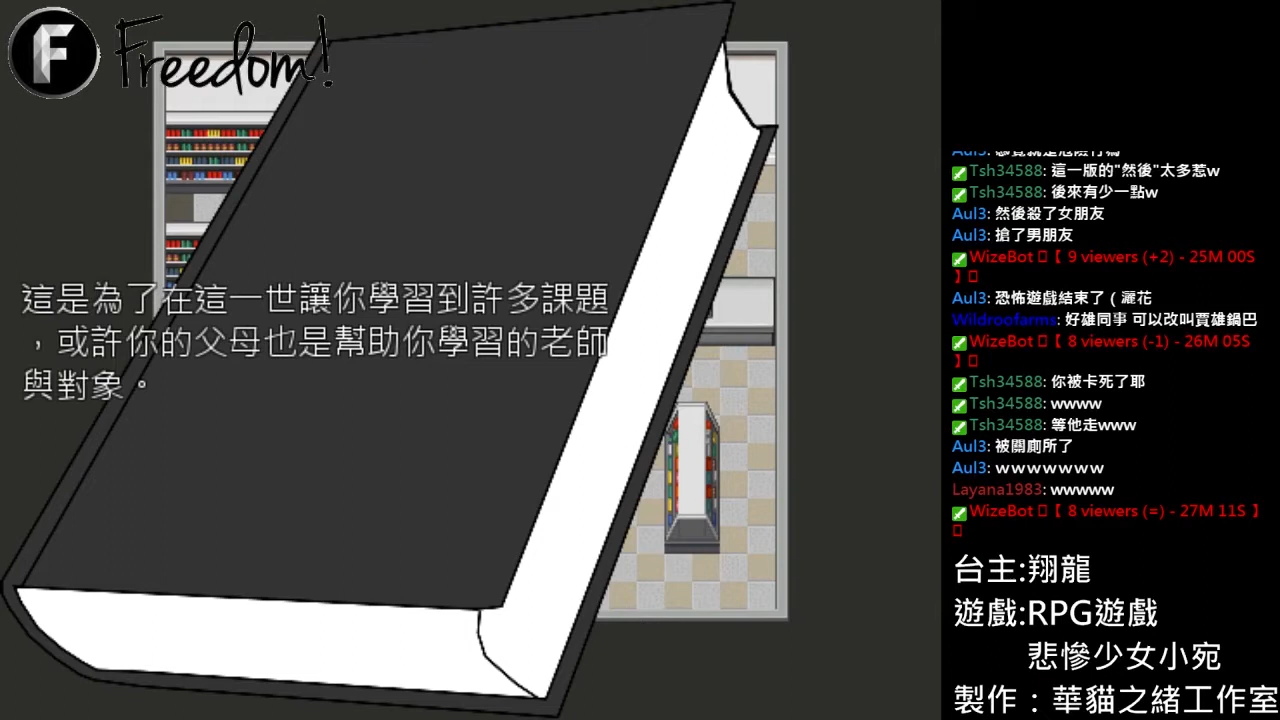 F Freedom!
這是為了在這一世讓你學習到許多課題
，或許你的父母也是幫助你學習的老師
與對象。
Tsh34588: 這一版的"然後"太多惹w
Tsh34588: 後來有少一點w
Aul3: 然後殺了女朋友
Aul3: 搶了男朋友
WizeBot 【 9 viewers (+2) - 25M 00S
】
Aul3: 恐怖遊戲結束了 ( 灑花
Wildroofarms: 好雄同事 可以改叫賈雄鍋巴
WizeBot 【 8 viewers (-1) - 26M 05S
】
Tsh34588: 你被卡死了耶
Tsh34588: wwww
Tsh34588: 等他走www
Aul3: 被關廁所了
Aul3: ｗｗｗｗｗｗｗ
Layana1983: wwwww
WizeBot 【 8 viewers (=) - 27M 11S 】
台主:翔龍
遊戲:RPG遊戲
悲慘少女小宛
製作：華貓之緒工作室